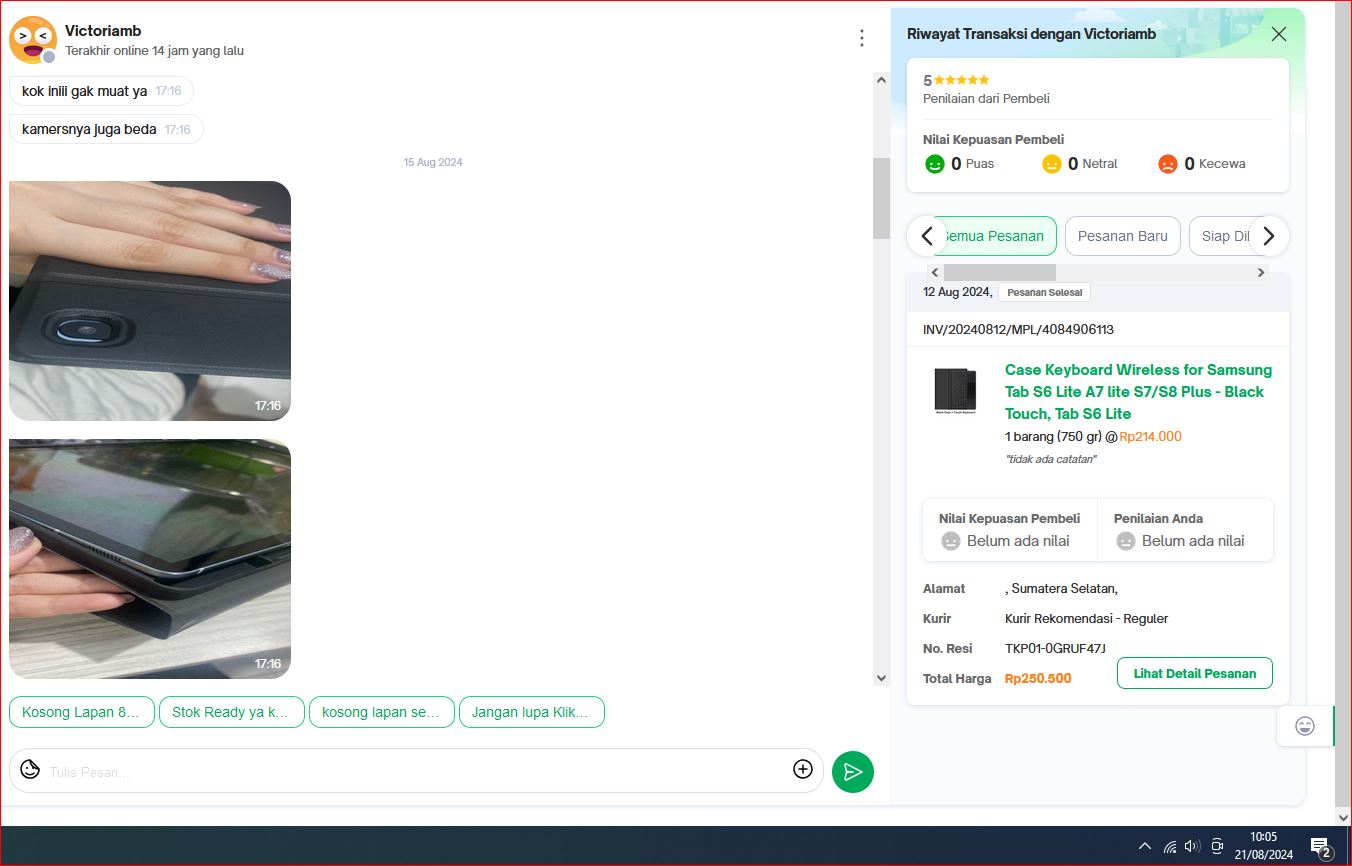 Victoriamb
Terakhir online 14 jam yang lalu
kok iniii gak muat ya 17:16
kamersnya juga beda 17:16
15 Aug 2024
17:16
17:16
Kosong Lapan 8...
Stok Ready ya k...
kosong lapan se...
Jangan lupa Klik...
Tulis Pesan...
Riwayat Transaksi dengan Victoriamb
5
Penilaian dari Pembeli
Nilai Kepuasan Pembeli
0 Puas
0 Netral
0 Kecewa
Semua Pesanan
Pesanan Baru
Siap Dil
12 Aug 2024, Pesanan Selesai
INV/20240812/MPL/4084906113
Case Keyboard Wireless for Samsung
Tab S6 Lite A7 lite S7/S8 Plus - Black
Touch, Tab S6 Lite
1 barang (750 gr) @ Rp214.000
"tidak ada catatan"
Nilai Kepuasan Pembeli
Belum ada nilai
Penilaian Anda
Belum ada nilai
Alamat , Sumatera Selatan,
Kurir Kurir Rekomendasi - Reguler
No. Resi TKP01-0GRUF47J
Total Harga Rp250.500
Lihat Detail Pesanan
10:05
21/08/2024
2